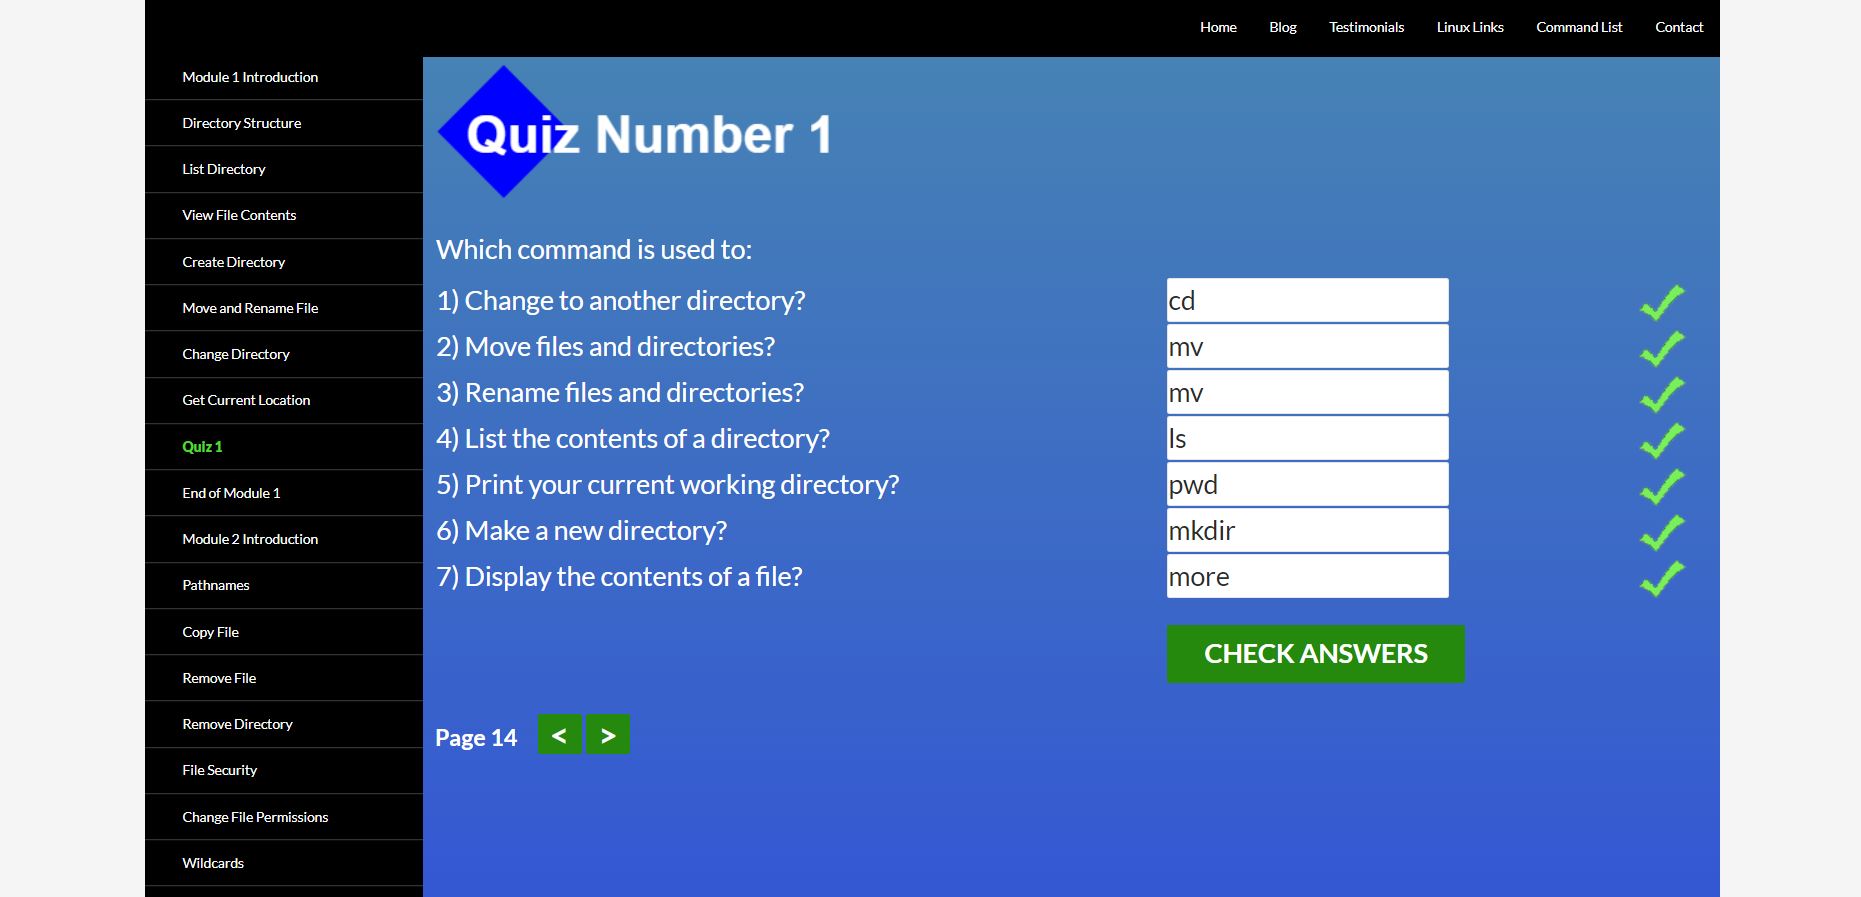 Home Blog Testimonials Linux Links Command List Contact
Module 1 Introduction
Directory Structure
List Directory
View File Contents
Create Directory
Move and Rename File
Change Directory
Get Current Location
Quiz 1
End of Module 1
Module 2 Introduction
Pathnames
Copy File
Remove File
Remove Directory
File Security
Change File Permissions
Wildcards
Quiz Number 1
Which command is used to:
1) Change to another directory? cd
2) Move files and directories? mv
3) Rename files and directories? mv
4) List the contents of a directory? ls
5) Print your current working directory? pwd
6) Make a new directory? mkdir
7) Display the contents of a file? more
CHECK ANSWERS
Page 14 < >